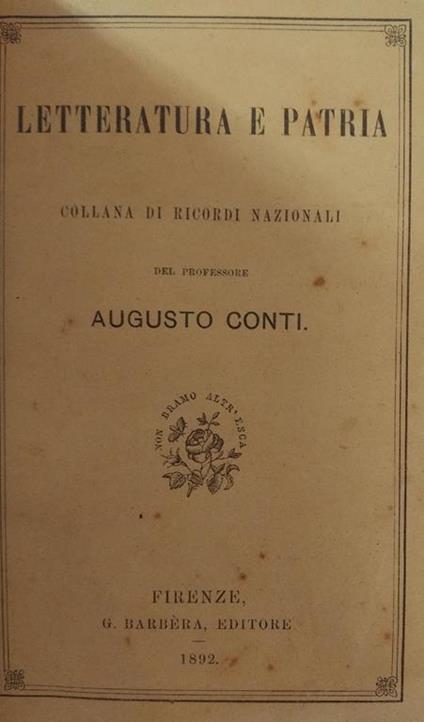 LETTERATURA E PATRIA
COLLANA DI RICORDI NAZIONALI
DEL PROFESSORE
AUGUSTO CONTI.
NON BRAMO ALTR'ESCA
FIRENZE,
G. BARBÈRA, EDITORE
1892.